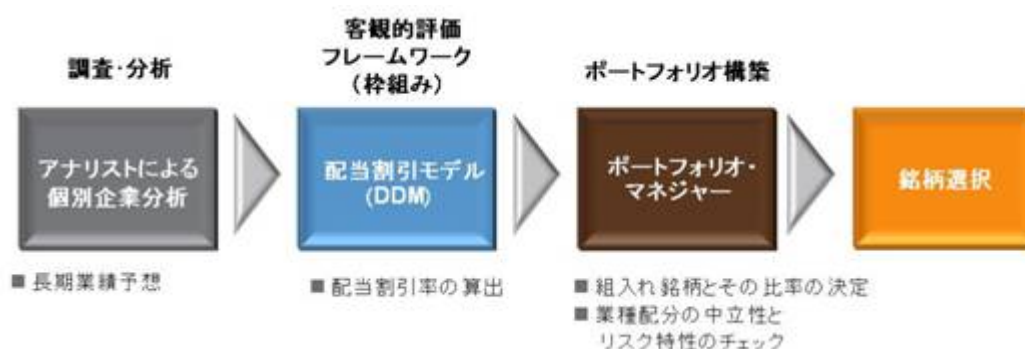 調査・分析
客観的評価
フレームワーク
（枠組み）
ポートフォリオ構築
アナリストによる
個別企業分析
配当割引モデル
(DDM)
ポートフォリオ・
マネジャー
銘柄選択
■ 長期業績予想
■ 配当割引率の算出
■ 組入れ銘柄とその比率の決定
■ 業種配分の中立性と
リスク特性のチェック